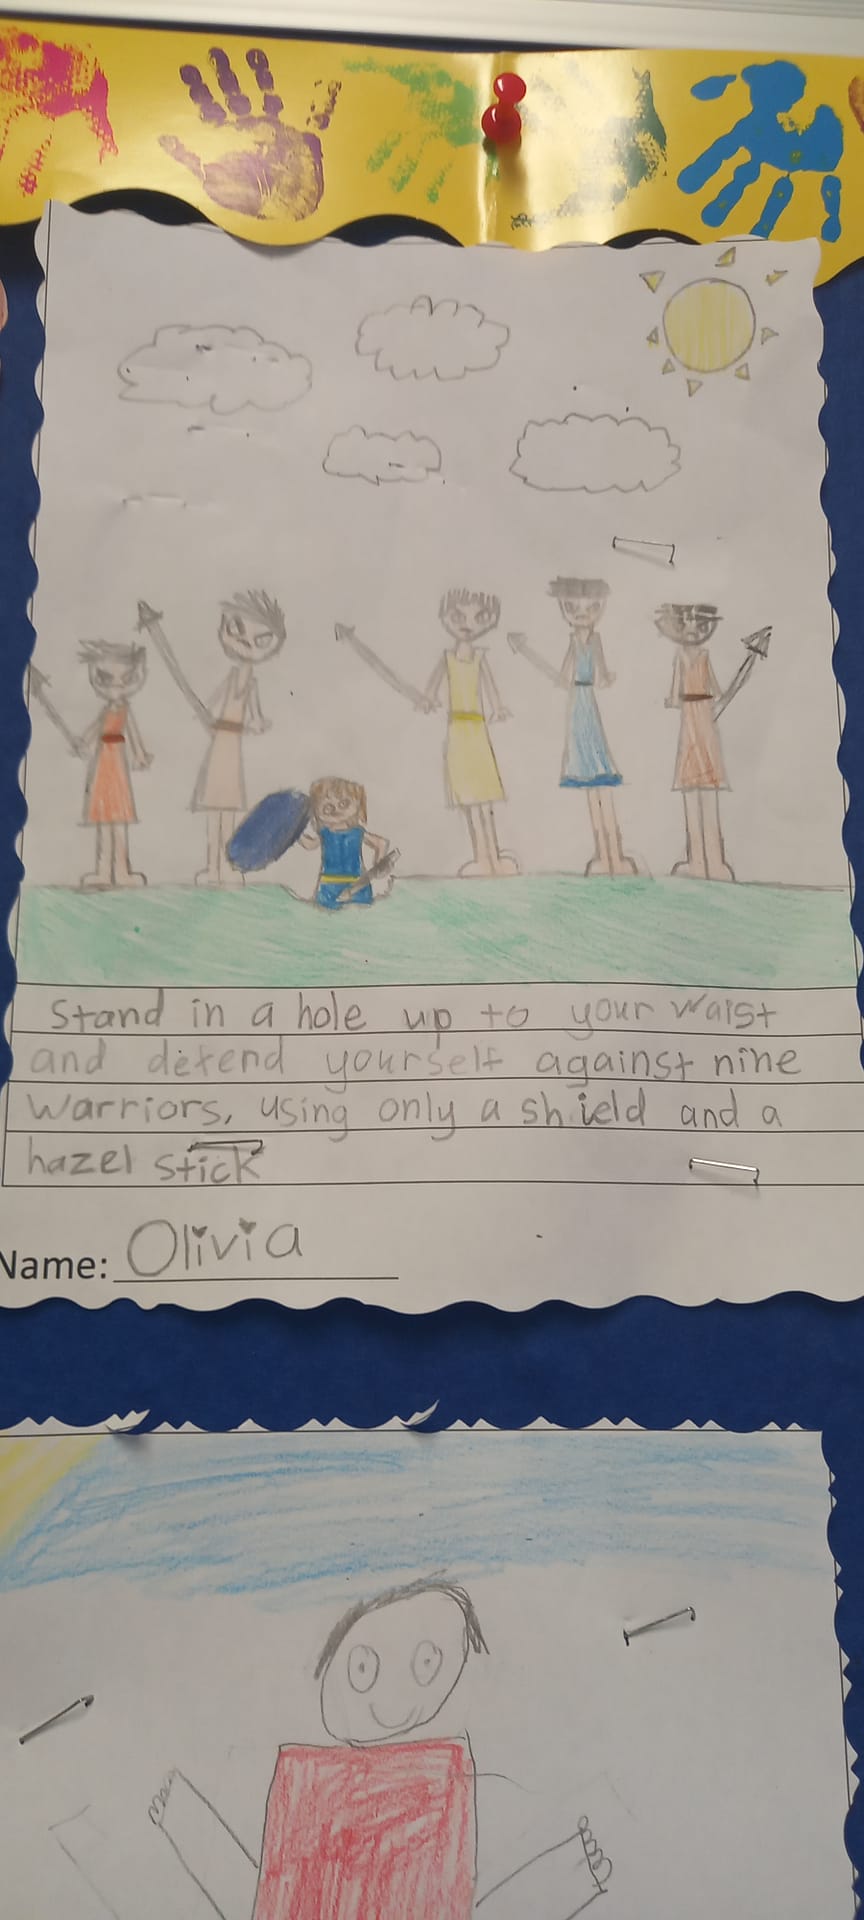 Stand in a hole up to your waist
and defend yourself against nine
warriors, using only a shield and a
hazel stick
Name: Olivia